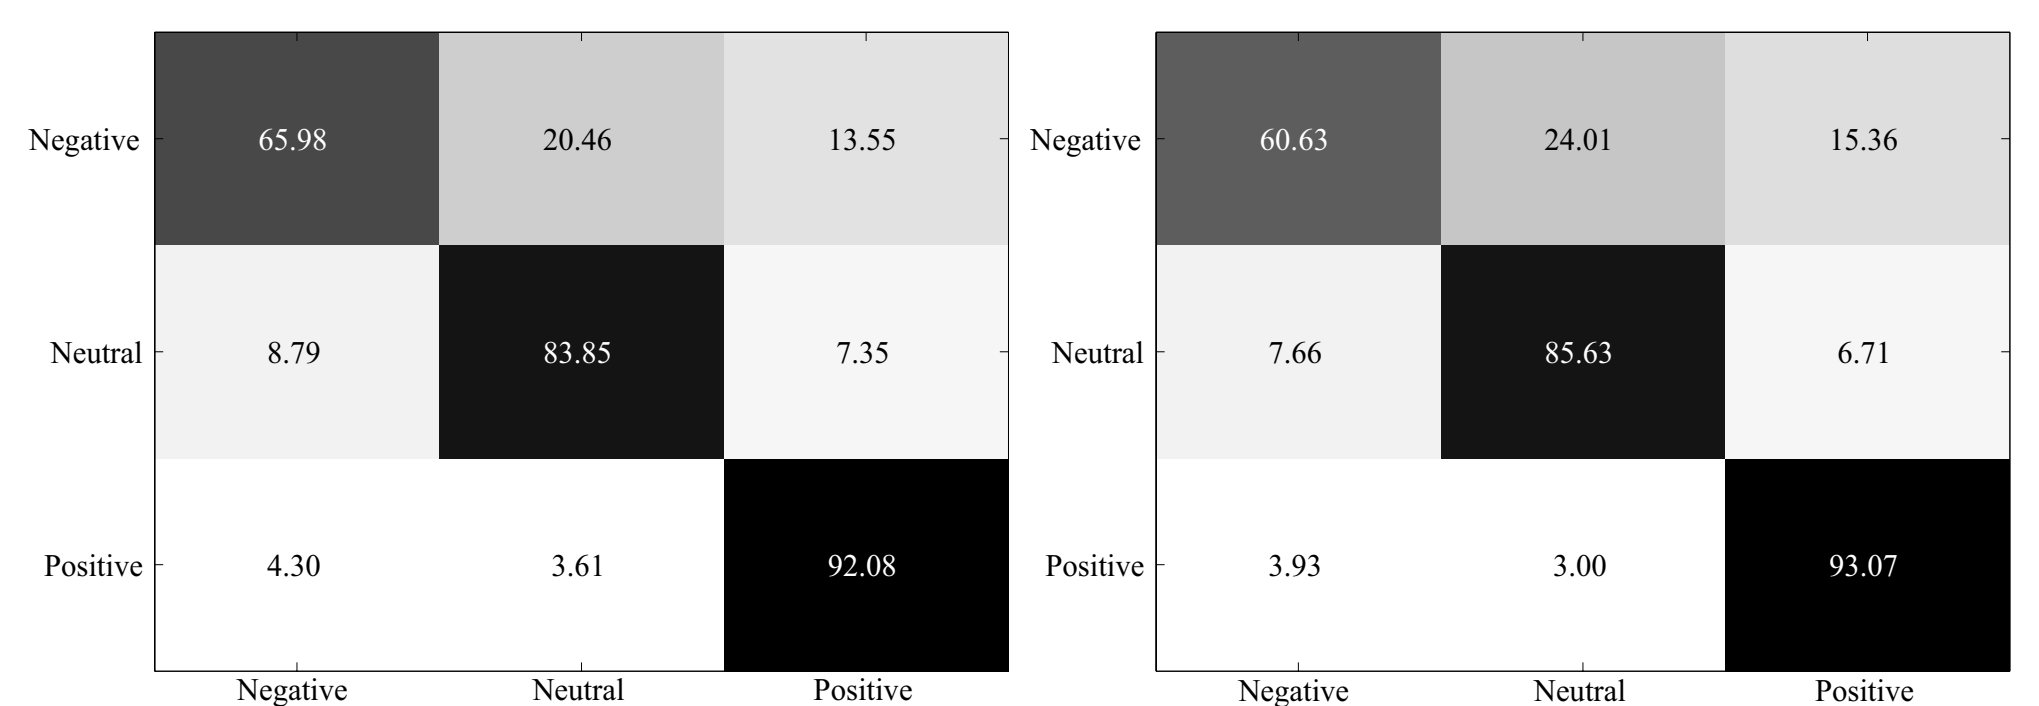 Negative 65.98 20.46 13.55
Neutral 8.79 83.85 7.35
Positive 4.30 3.61 92.08
Negative Neutral Positive
Negative 60.63 24.01 15.36
Neutral 7.66 85.63 6.71
Positive 3.93 3.00 93.07
Negative Neutral Positive